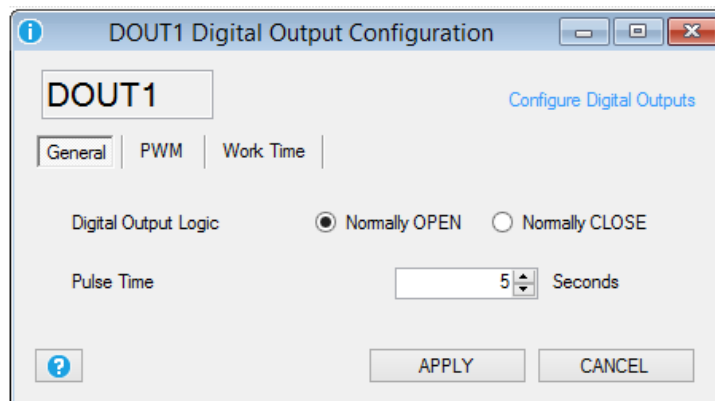 DOUT1 Digital Output Configuration
DOUT1
Configure Digital Outputs
General PWM Work Time
Digital Output Logic Normally OPEN Normally CLOSE
Pulse Time 5 Seconds
APPLY CANCEL